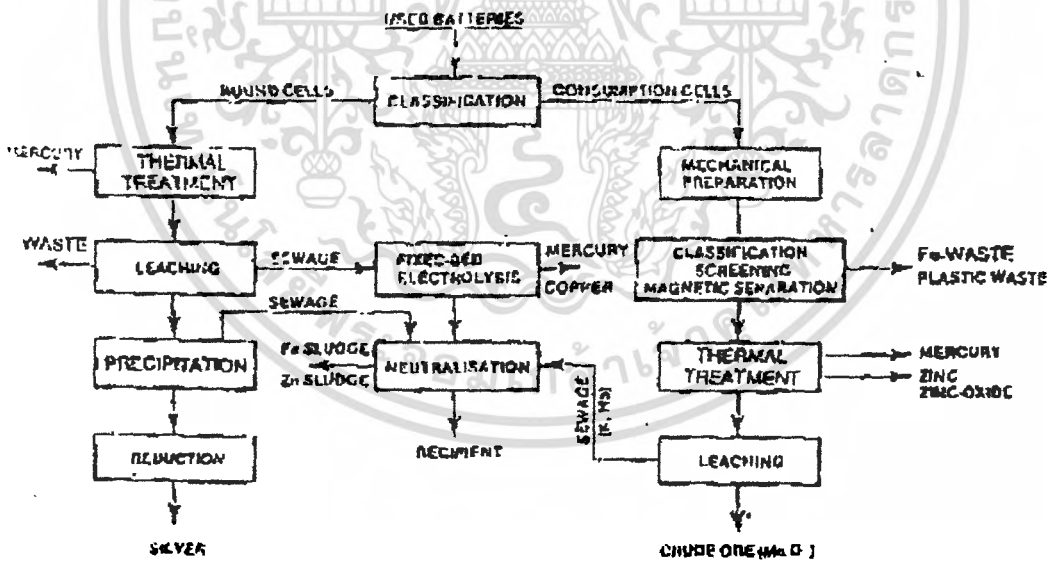 USED BATTERIES
CLASSIFICATION
ROUND CELLS
CONSUMPTION CELLS
MERCURY
THERMAL
TREATMENT
MECHANICAL
PREPARATION
WASTE
LEACHING
SEWAGE
FIXED-BED
ELECTROLYSIS
MERCURY
COPPER
CLASSIFICATION
SCREENING
MAGNETIC SEPARATION
Fe-WASTE
PLASTIC WASTE
SEWAGE
PRECIPITATION
Fe SLUDGE
Zn SLUDGE
NEUTRALISATION
THERMAL
TREATMENT
MERCURY
ZINC
ZINC-OXIDE
SEWAGE
REDUCTION
RECIPIENT
LEACHING
SILVER
CRUDE ORE